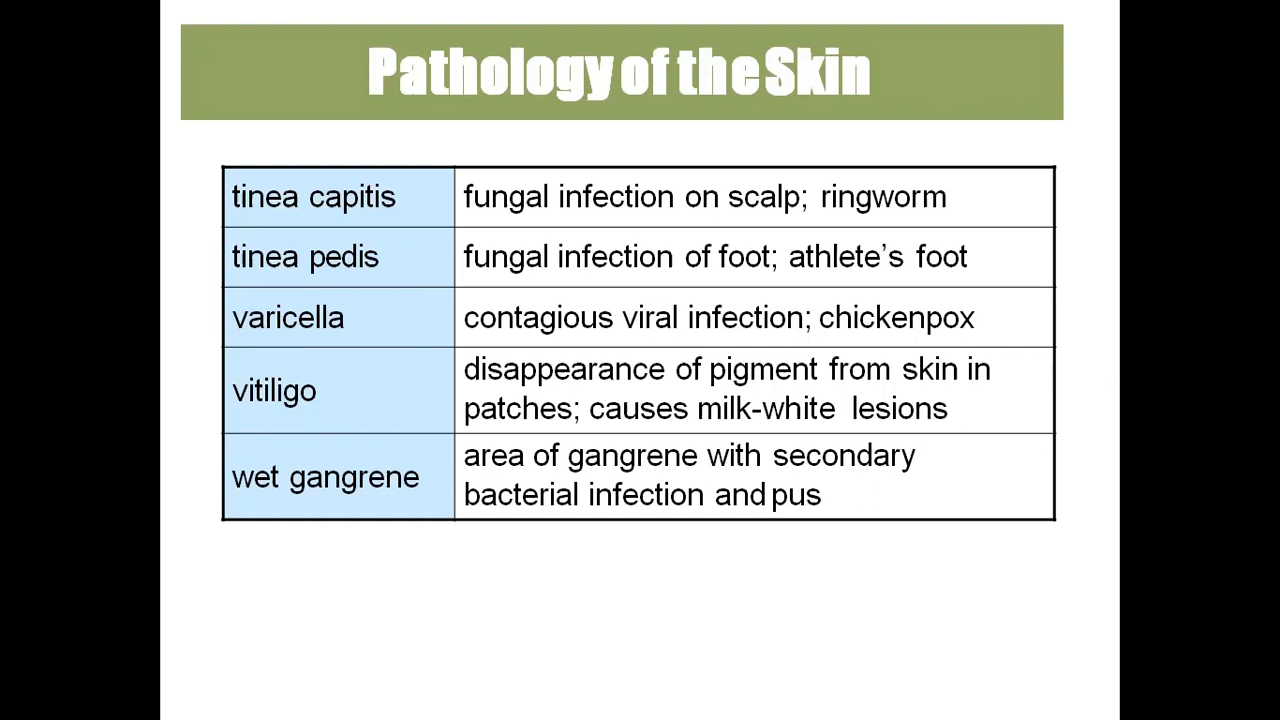 Pathology of the Skin
tinea capitis
fungal infection on scalp; ringworm
tinea pedis
fungal infection of foot; athlete’s foot
varicella
contagious viral infection; chickenpox
vitiligo
disappearance of pigment from skin in
patches; causes milk-white lesions
wet gangrene
area of gangrene with secondary
bacterial infection and pus